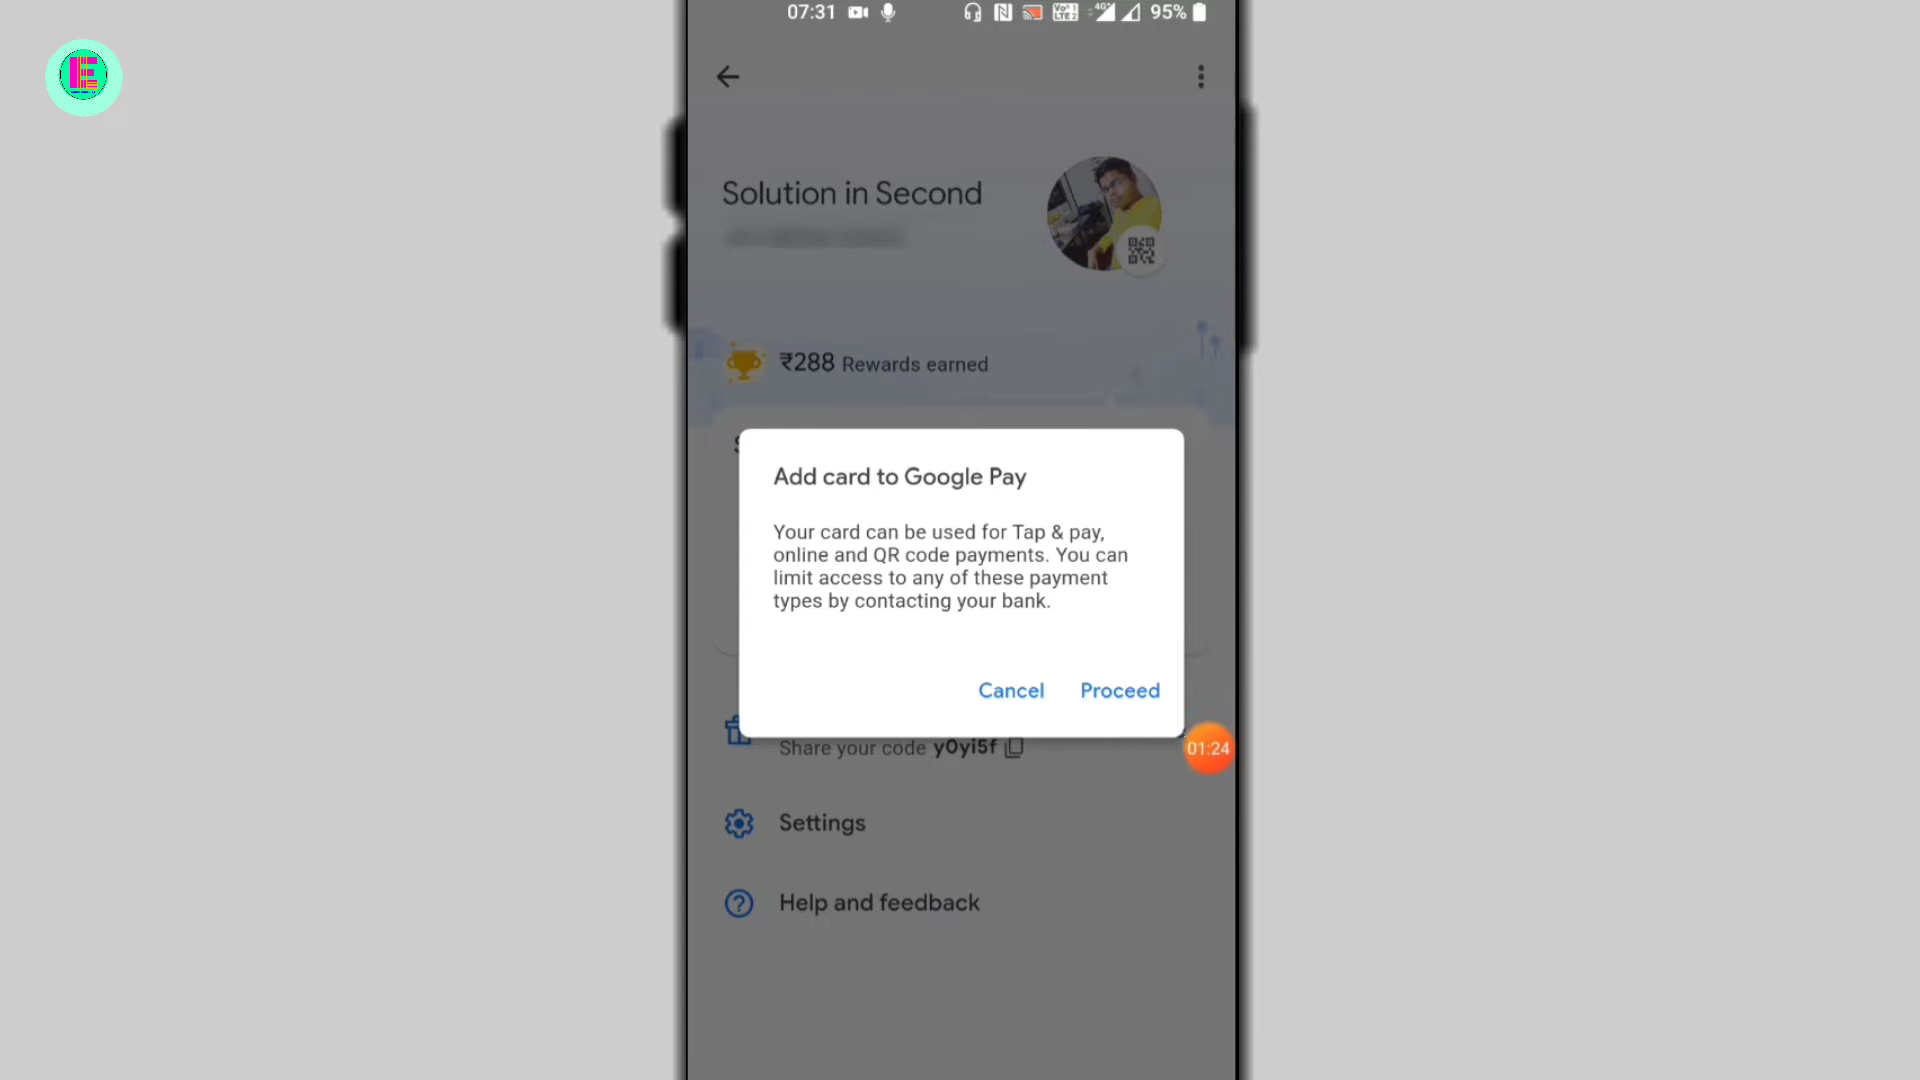 07:31 95%
Solution in Second
₹288 Rewards earned
Add card to Google Pay
Your card can be used for Tap & pay,
online and QR code payments. You can
limit access to any of these payment
types by contacting your bank.
Cancel Proceed
Share your code y0yi5f
01:24
Settings
Help and feedback